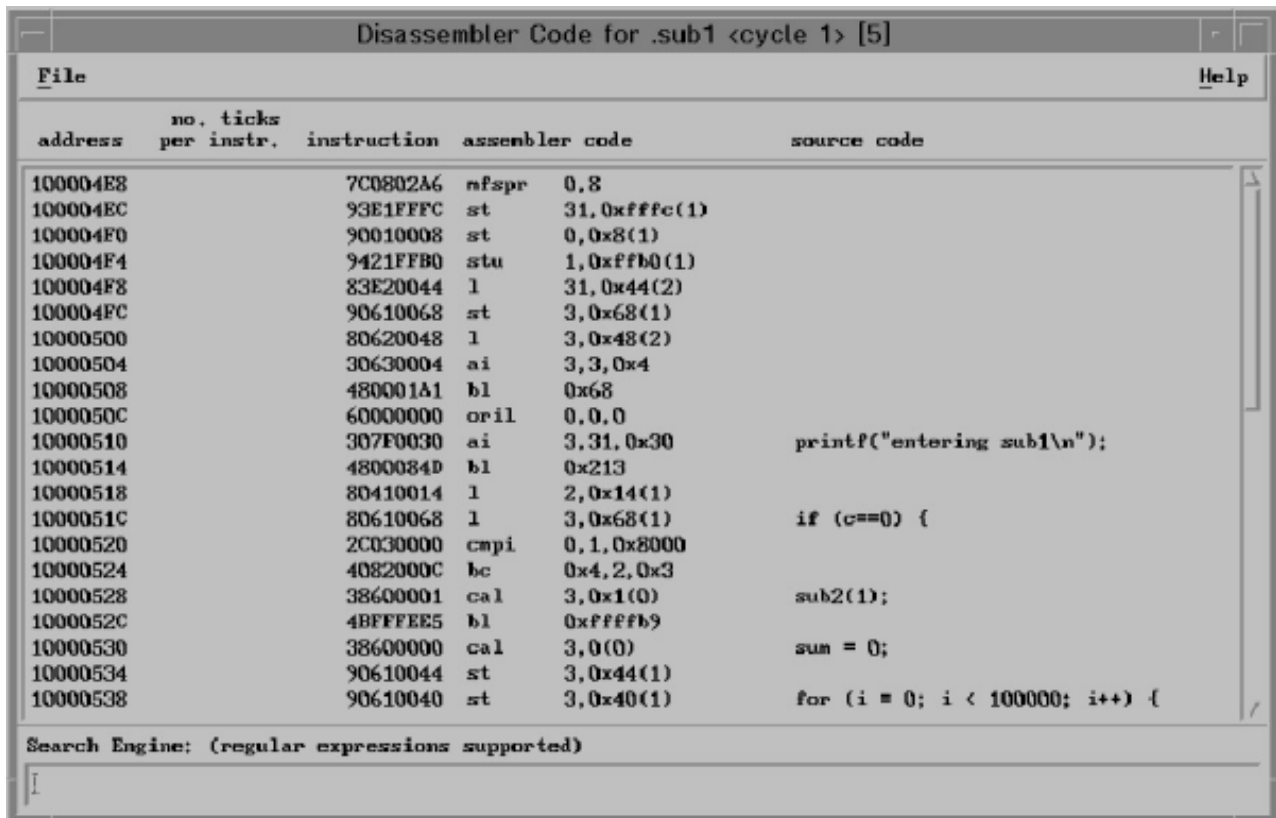 Disassembler Code for .sub1 <cycle 1> [5]
File Help
no. ticks
address per instr. instruction assembler code source code
100004E8 7C0802A6 mfspr 0,8
100004EC 93E1FFFC st 31,0xfffc(1)
100004F0 90010008 st 0,0x8(1)
100004F4 9421FFB0 stu 1,0xffb0(1)
100004F8 83E20044 l 31,0x44(2)
100004FC 90610068 st 3,0x68(1)
10000500 80620048 l 3,0x48(2)
10000504 30630004 ai 3,3,0x4
10000508 480001A1 bl 0x68
1000050C 60000000 oril 0,0,0
10000510 307F0030 ai 3,31,0x30 printf("entering sub1\n");
10000514 4800084D bl 0x213
10000518 80410014 l 2,0x14(1)
1000051C 80610068 l 3,0x68(1) if (c==0) {
10000520 2C030000 cmpi 0,1,0x8000
10000524 4082000C bc 0x4,2,0x3
10000528 38600001 cal 3,0x1(0) sub2(1);
1000052C 4BFFFEE5 bl 0xffffb9
10000530 38600000 cal 3,0(0) sum = 0;
10000534 90610044 st 3,0x44(1)
10000538 90610040 st 3,0x40(1) for (i = 0; i < 100000; i++) {
Search Engine: (regular expressions supported)